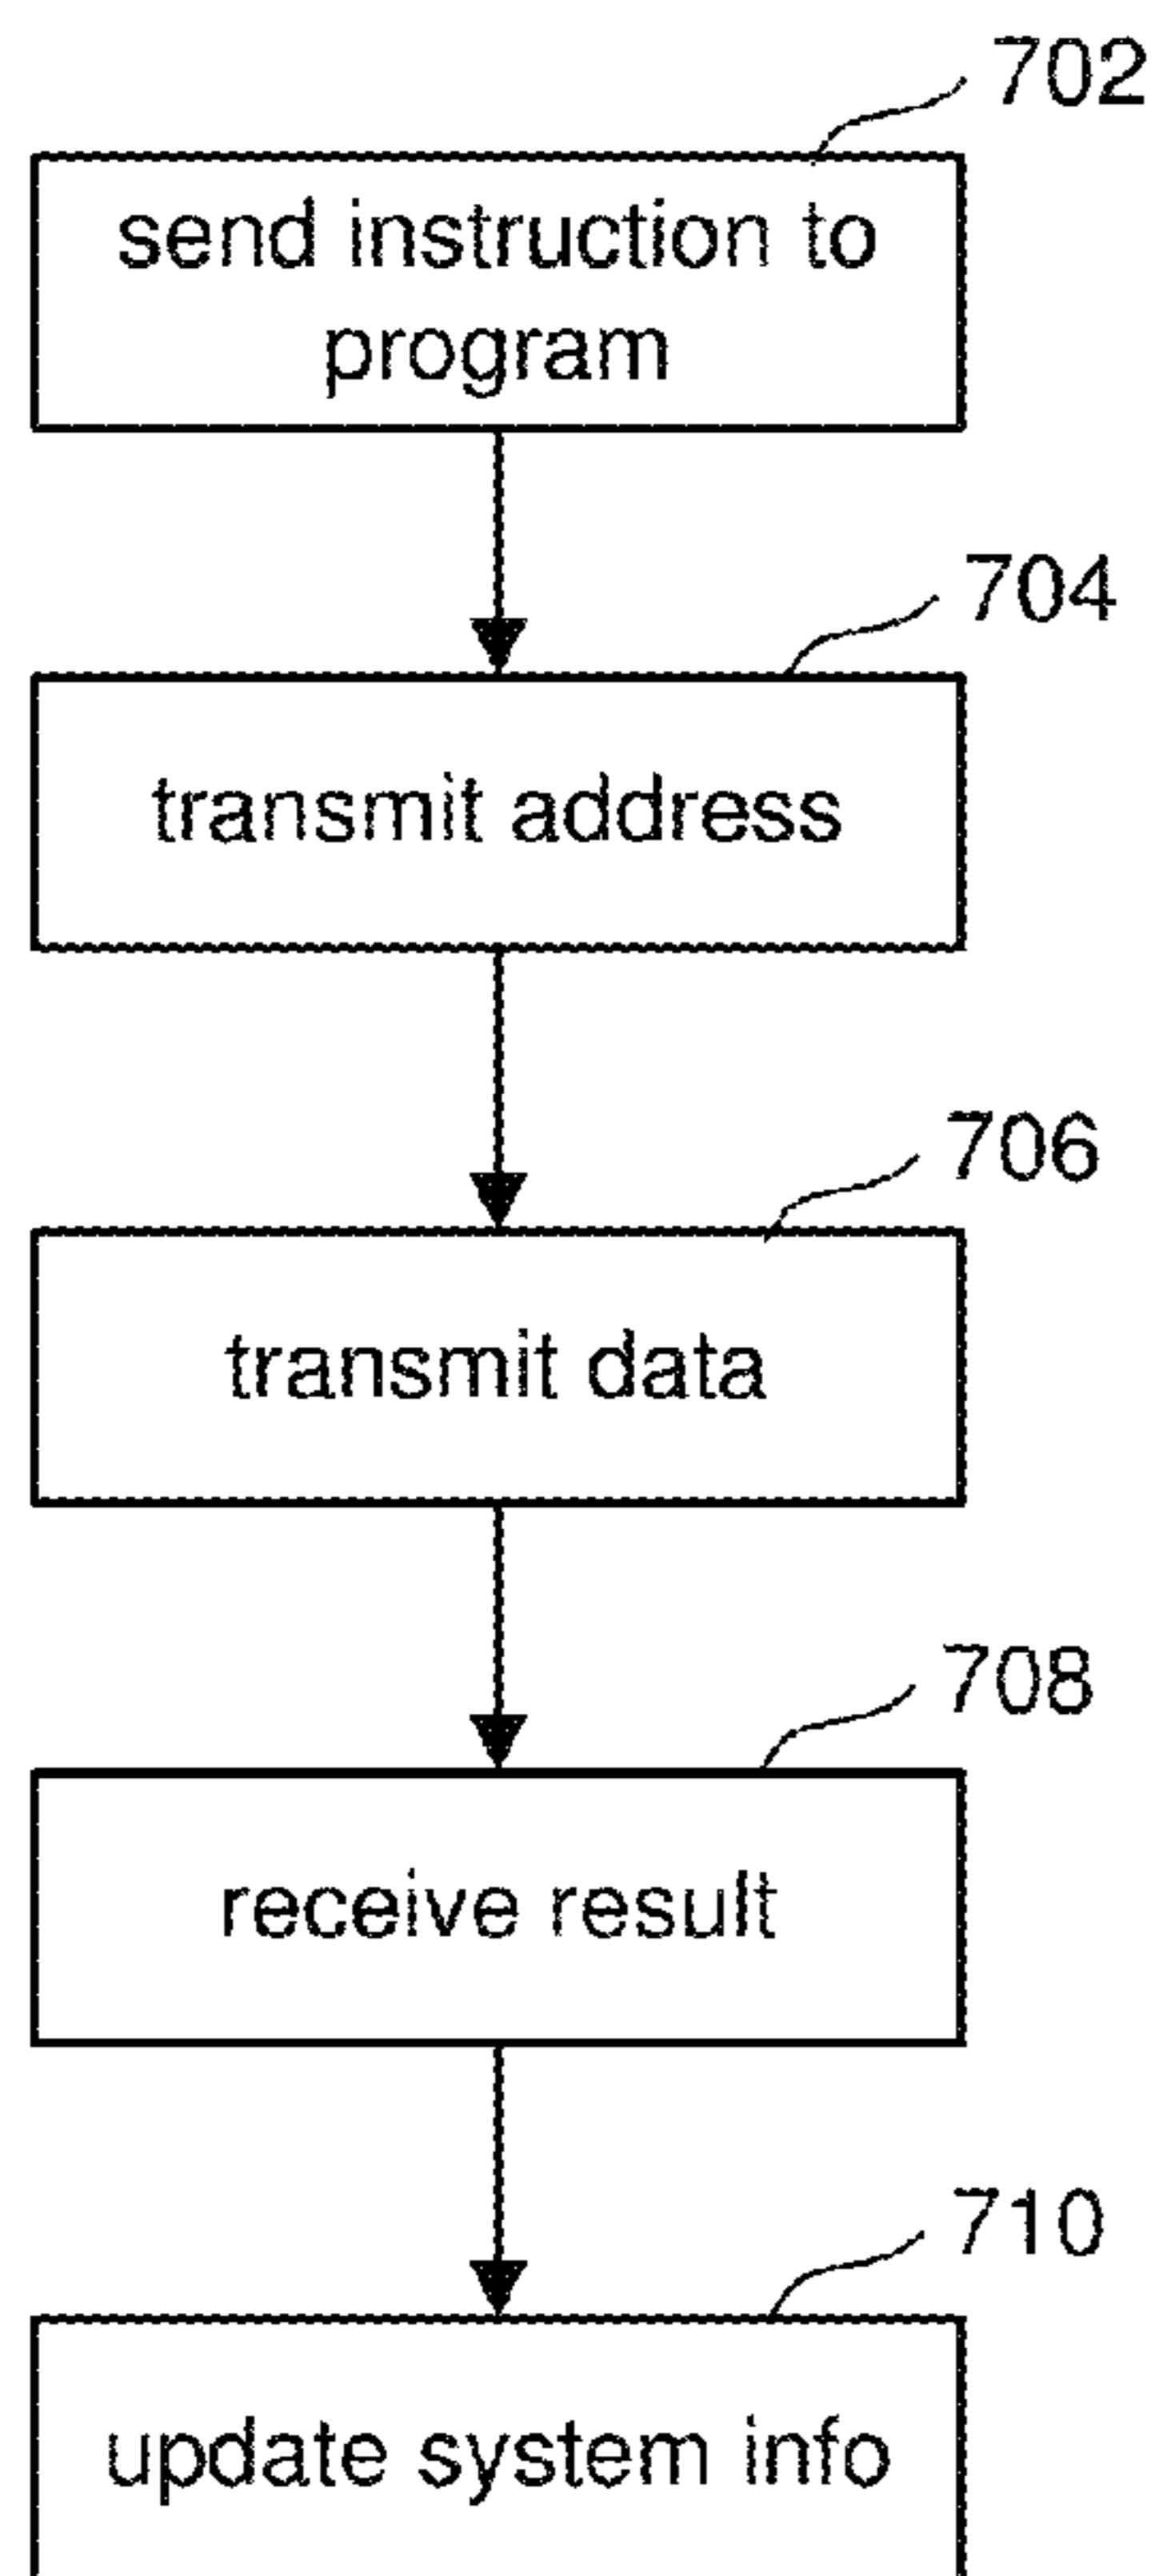 702
send instruction to
program
704
transmit address
706
transmit data
708
receive result
710
update system info